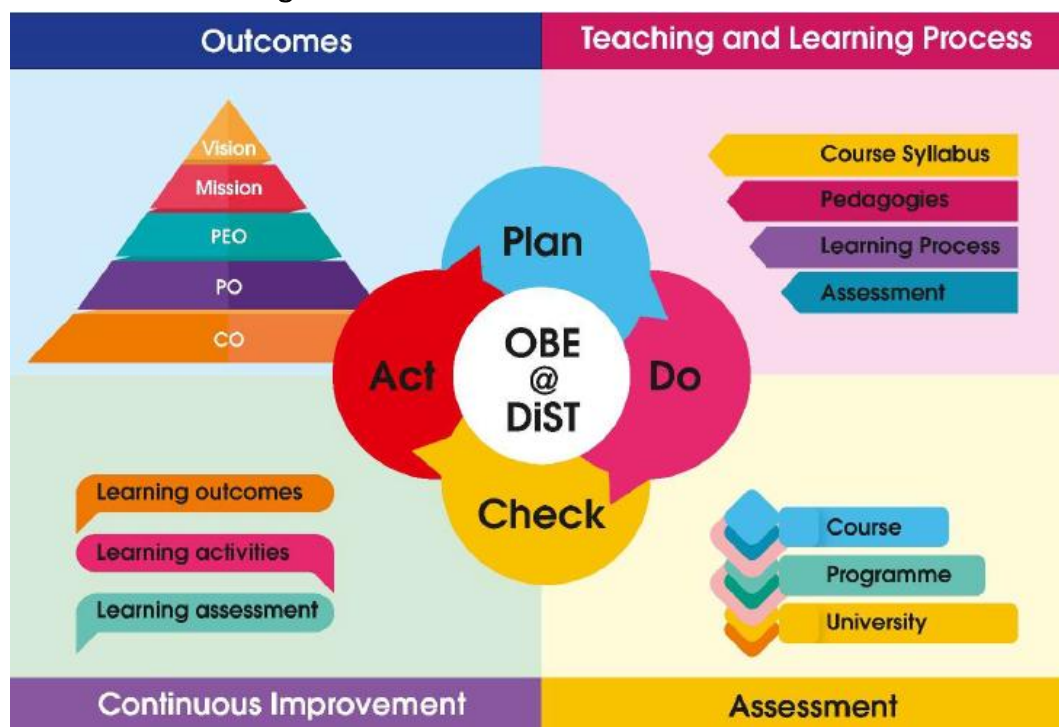 Outcomes
Teaching and Learning Process
Vision
Mission
PEO
PO
CO
Course Syllabus
Pedagogies
Learning Process
Assessment
Plan
Do
Check
Act
OBE
@
DiST
Learning outcomes
Learning activities
Learning assessment
Course
Programme
University
Continuous Improvement
Assessment